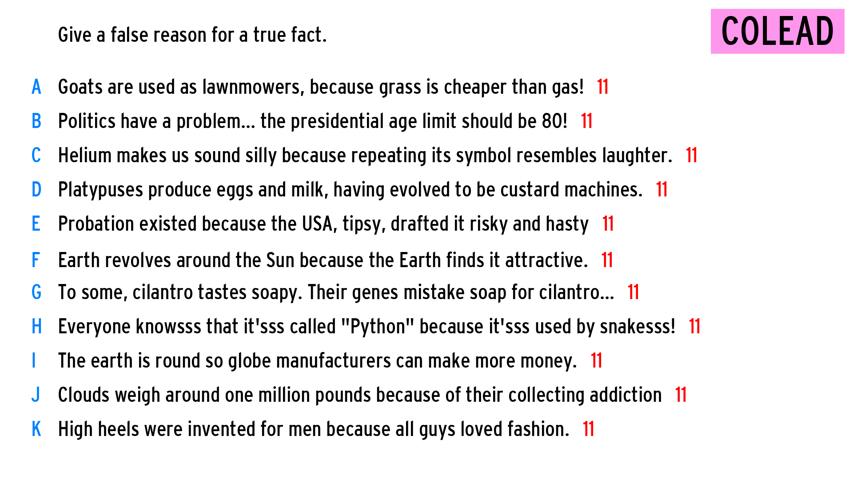 Give a false reason for a true fact.
COLEAD
A Goats are used as lawnmowers, because grass is cheaper than gas! 11
B Politics have a problem... the presidential age limit should be 80! 11
C Helium makes us sound silly because repeating its symbol resembles laughter. 11
D Platypuses produce eggs and milk, having evolved to be custard machines. 11
E Probation existed because the USA, tipsy, drafted it risky and hasty 11
F Earth revolves around the Sun because the Earth finds it attractive. 11
G To some, cilantro tastes soapy. Their genes mistake soap for cilantro... 11
H Everyone knowsss that it'sss called "Python" because it'sss used by snakesss! 11
I The earth is round so globe manufacturers can make more money. 11
J Clouds weigh around one million pounds because of their collecting addiction 11
K High heels were invented for men because all guys loved fashion. 11